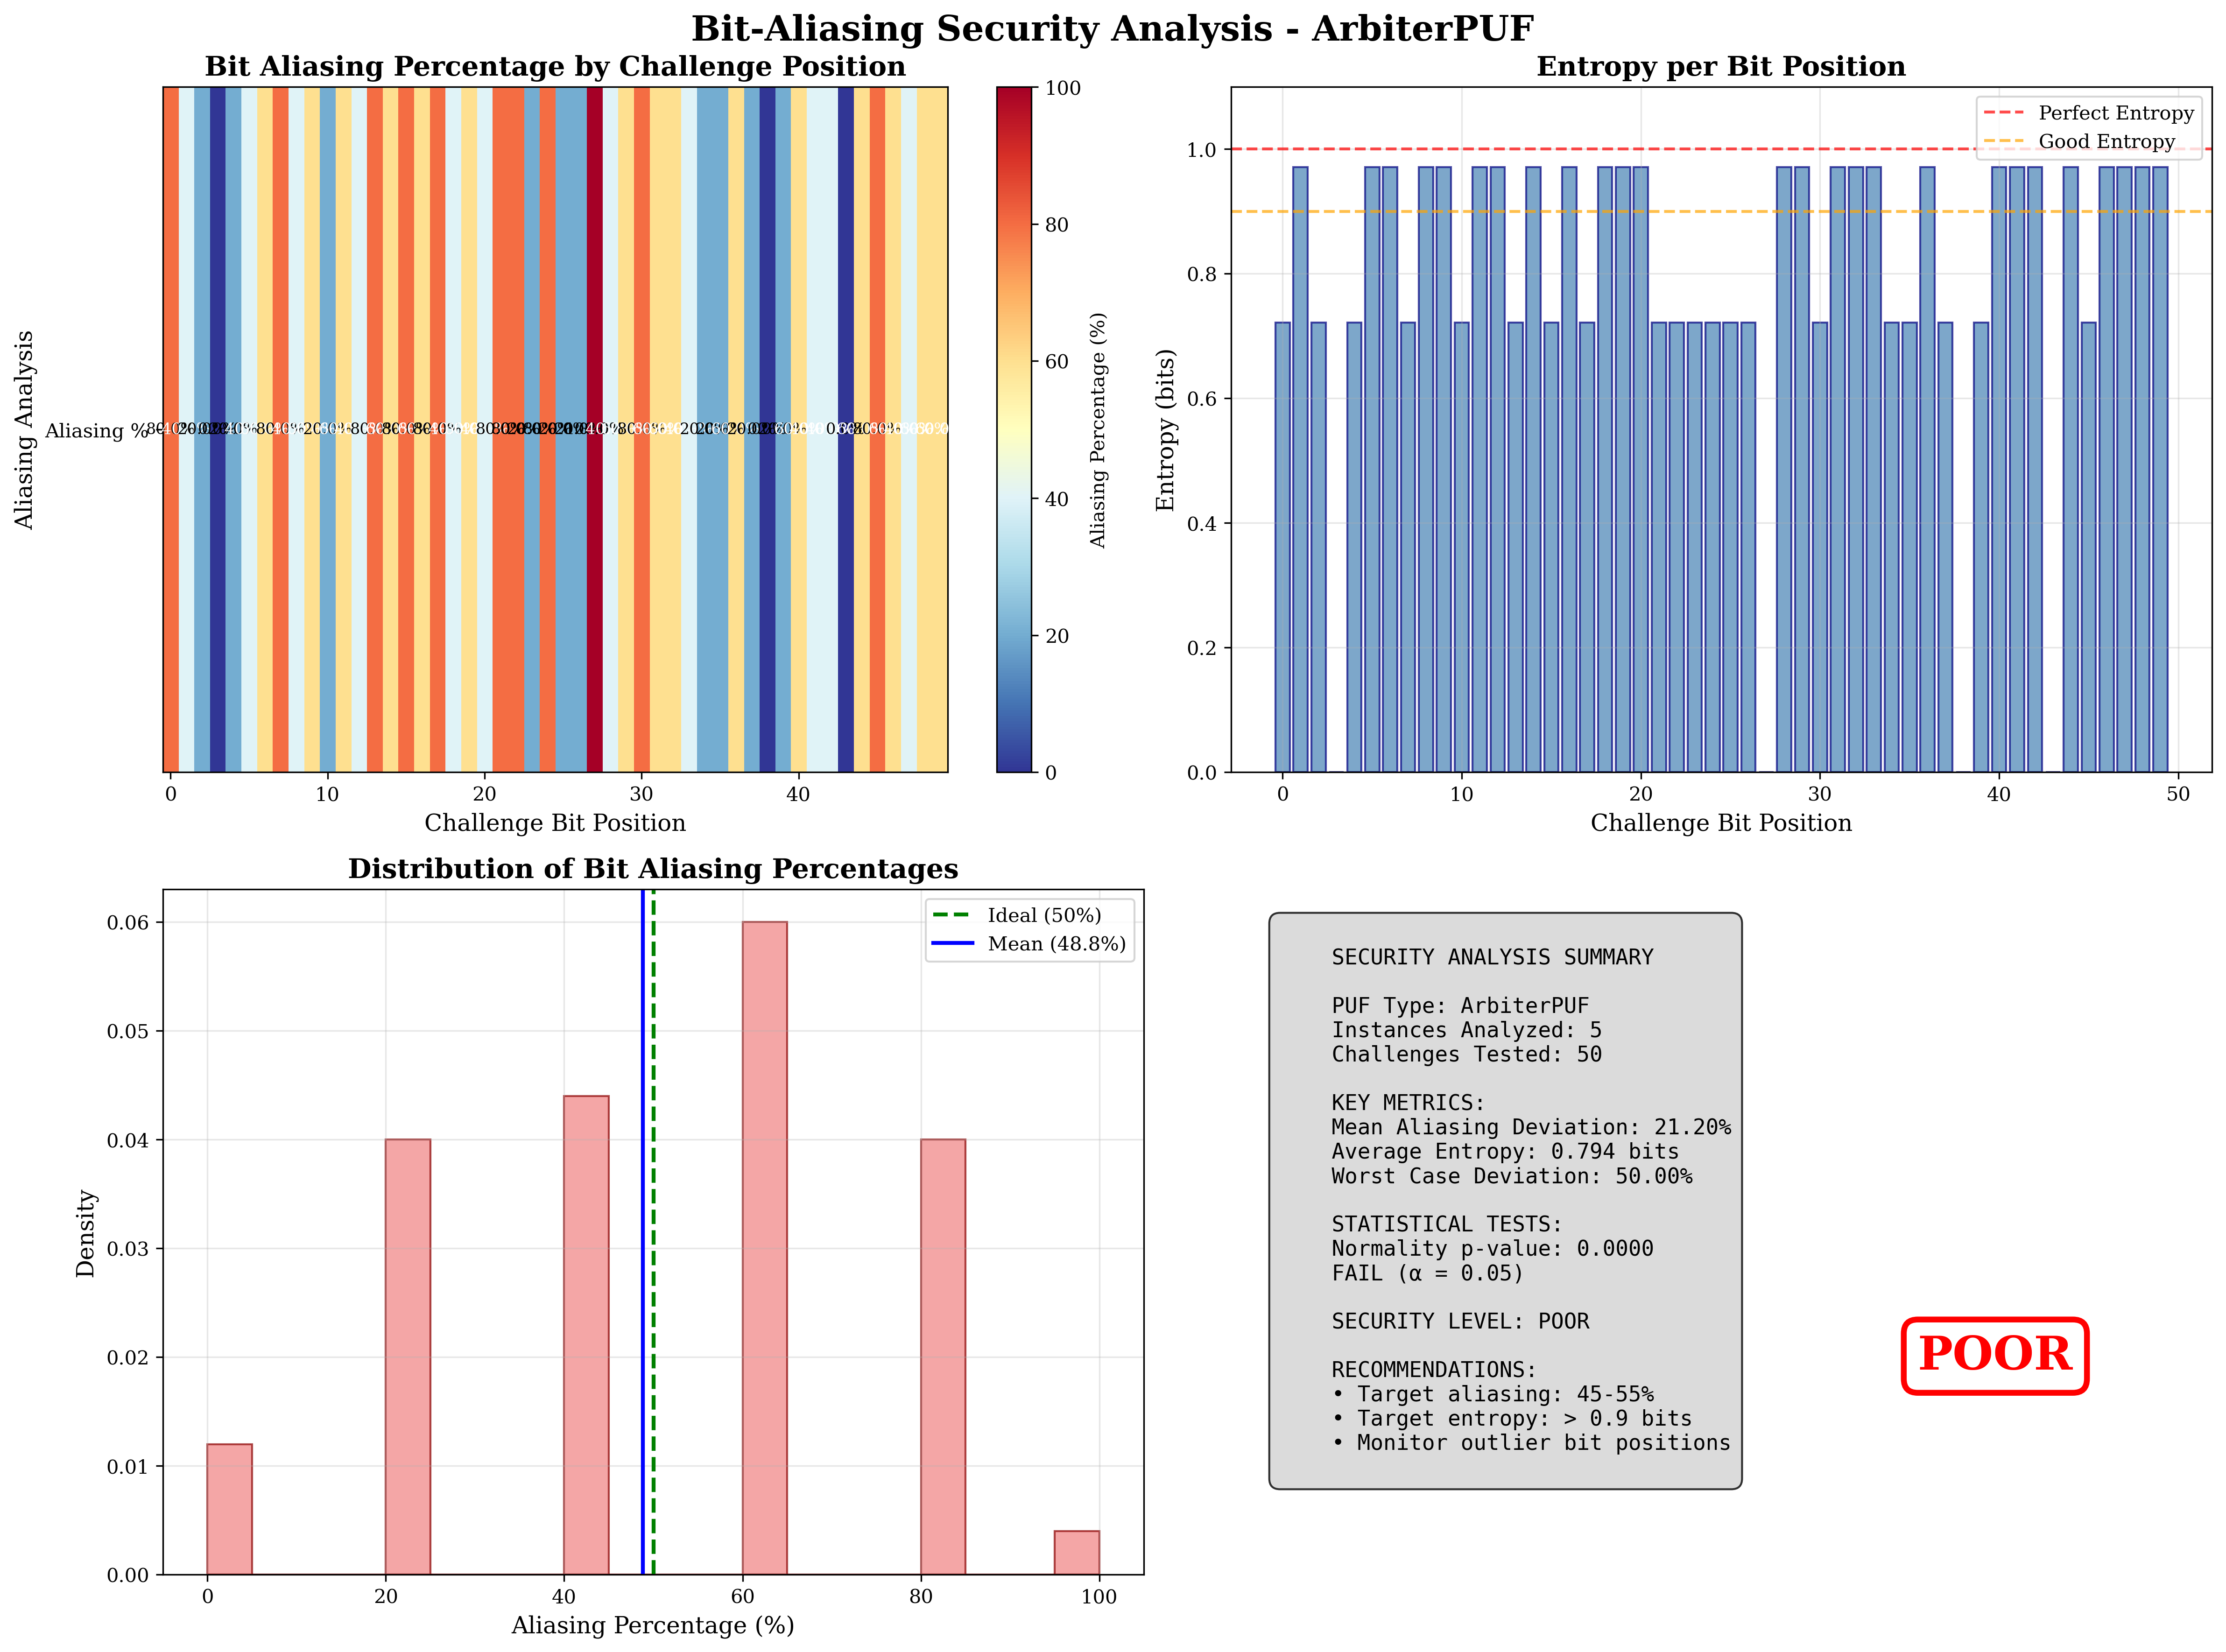 Bit-Aliasing Security Analysis - ArbiterPUF
Bit Aliasing Percentage by Challenge Position
Aliasing Analysis
Aliasing %
0
10
20
30
40
Challenge Bit Position
100
80
60
40
20
0
Aliasing Percentage (%)
Entropy per Bit Position
Perfect Entropy
Good Entropy
Entropy (bits)
1.0
0.8
0.6
0.4
0.2
0.0
0
10
20
30
40
50
Challenge Bit Position
Distribution of Bit Aliasing Percentages
Ideal (50%)
Mean (48.8%)
Density
0.06
0.05
0.04
0.03
0.02
0.01
0.00
0
20
40
60
80
100
Aliasing Percentage (%)
SECURITY ANALYSIS SUMMARY
PUF Type: ArbiterPUF
Instances Analyzed: 5
Challenges Tested: 50
KEY METRICS:
Mean Aliasing Deviation: 21.20%
Average Entropy: 0.794 bits
Worst Case Deviation: 50.00%
STATISTICAL TESTS:
Normality p-value: 0.0000
FAIL (α = 0.05)
SECURITY LEVEL: POOR
RECOMMENDATIONS:
• Target aliasing: 45-55%
• Target entropy: > 0.9 bits
• Monitor outlier bit positions
POOR